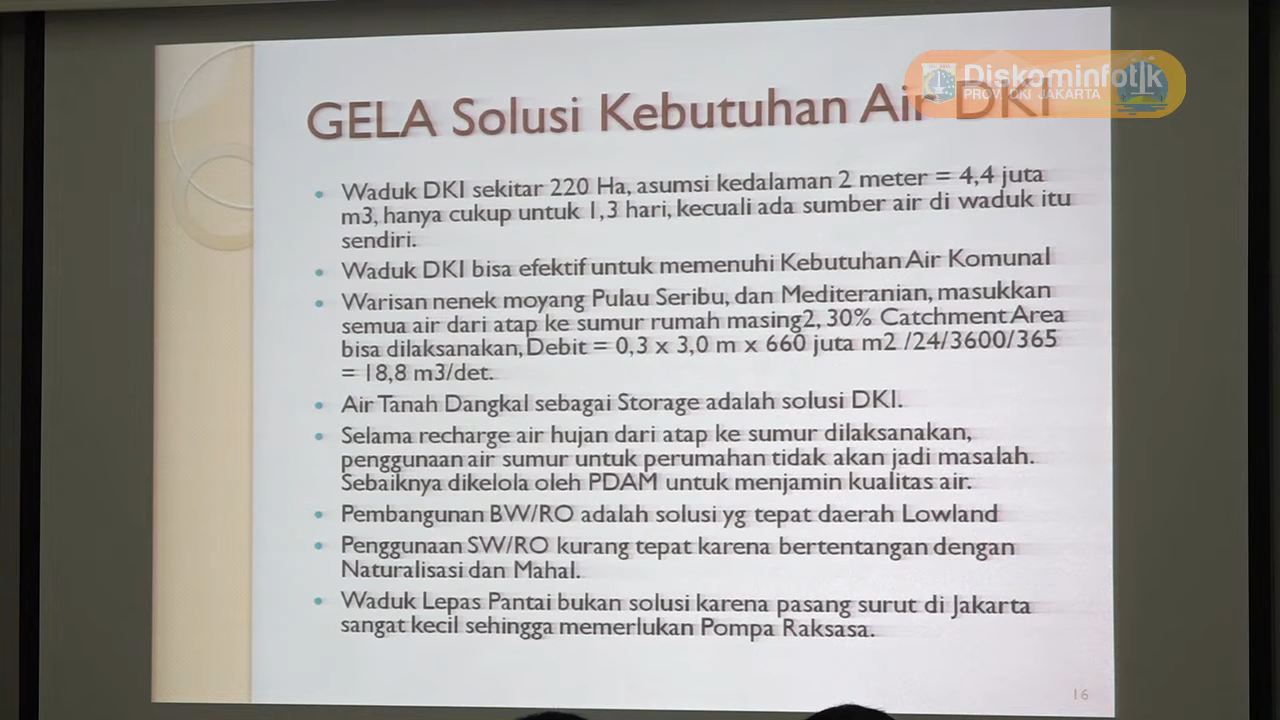 Diskominfotik
PROV. DKI JAKARTA
GELA Solusi Kebutuhan Air DKI
• Waduk DKI sekitar 220 Ha, asumsi kedalaman 2 meter = 4,4 juta
m3, hanya cukup untuk 1,3 hari, kecuali ada sumber air di waduk itu
sendiri.
• Waduk DKI bisa efektif untuk memenuhi Kebutuhan Air Komunal
• Warisan nenek moyang Pulau Seribu, dan Mediteranian, masukkan
semua air dari atap ke sumur rumah masing2, 30% Catchment Area
bisa dilaksanakan, Debit = 0,3 x 3,0 m x 660 juta m2 /24/3600/365
= 18,8 m3/det.
• Air Tanah Dangkal sebagai Storage adalah solusi DKI.
• Selama recharge air hujan dari atap ke sumur dilaksanakan,
penggunaan air sumur untuk perumahan tidak akan jadi masalah.
Sebaiknya dikelola oleh PDAM untuk menjamin kualitas air.
• Pembangunan BW/RO adalah solusi yg tepat daerah Lowland
• Penggunaan SW/RO kurang tepat karena bertentangan dengan
Naturalisasi dan Mahal.
• Waduk Lepas Pantai bukan solusi karena pasang surut di Jakarta
sangat kecil sehingga memerlukan Pompa Raksasa.
16